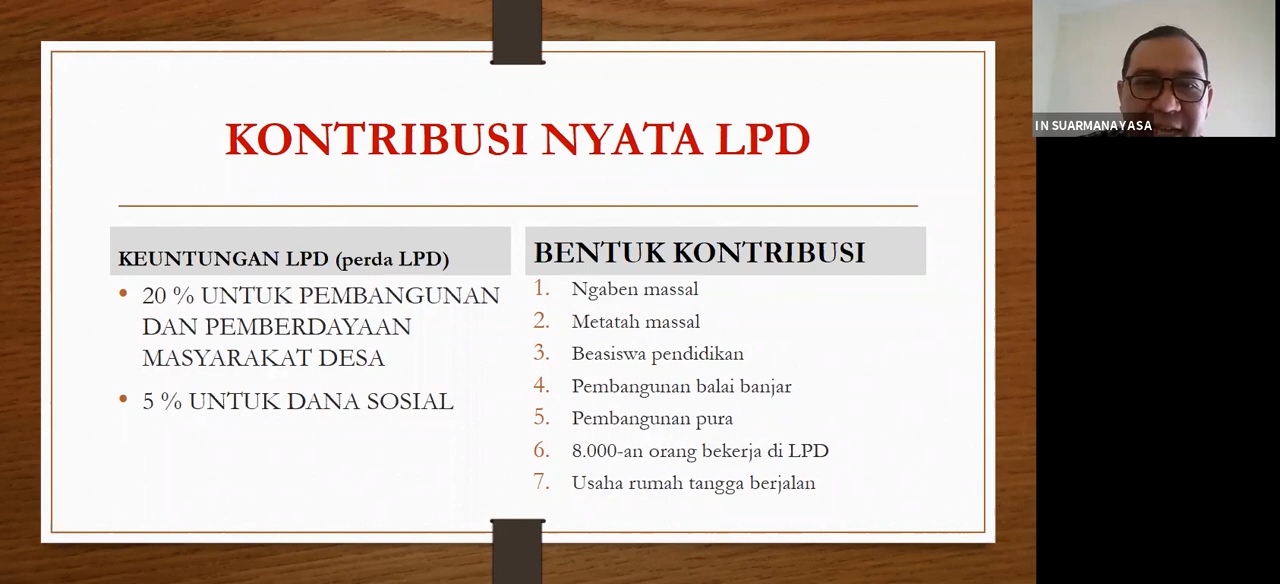 KONTRIBUSI NYATA LPD
KEUNTUNGAN LPD (perda LPD)
• 20 % UNTUK PEMBANGUNAN
DAN PEMBERDAYAAN
MASYARAKAT DESA
• 5 % UNTUK DANA SOSIAL
BENTUK KONTRIBUSI
1. Ngaben massal
2. Metatah massal
3. Beasiswa pendidikan
4. Pembangunan balai banjar
5. Pembangunan pura
6. 8.000-an orang bekerja di LPD
7. Usaha rumah tangga berjalan
I N SUARMANAYASA